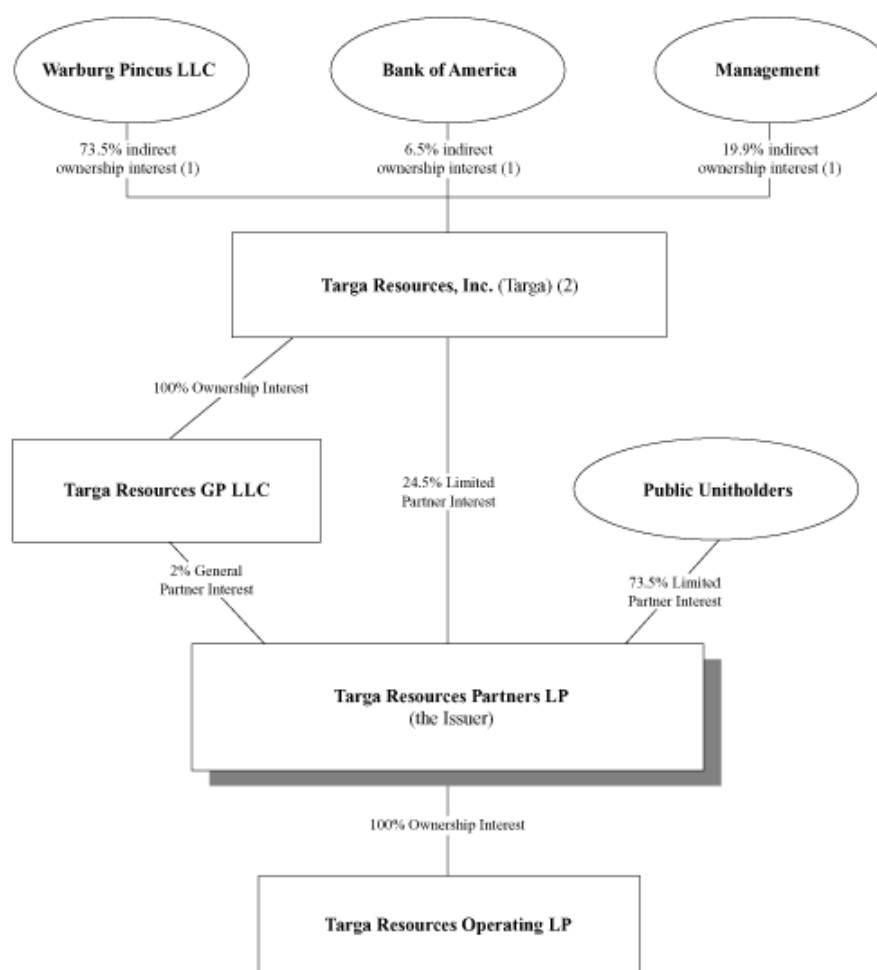 Warburg Pincus LLC
Bank of America
Management
73.5% indirect
ownership interest (1)
6.5% indirect
ownership interest (1)
19.9% indirect
ownership interest (1)
Targa Resources, Inc. (Targa) (2)
100% Ownership Interest
Targa Resources GP LLC
24.5% Limited
Partner Interest
Public Unitholders
2% General
Partner Interest
73.5% Limited
Partner Interest
Targa Resources Partners LP
(the Issuer)
100% Ownership Interest
Targa Resources Operating LP